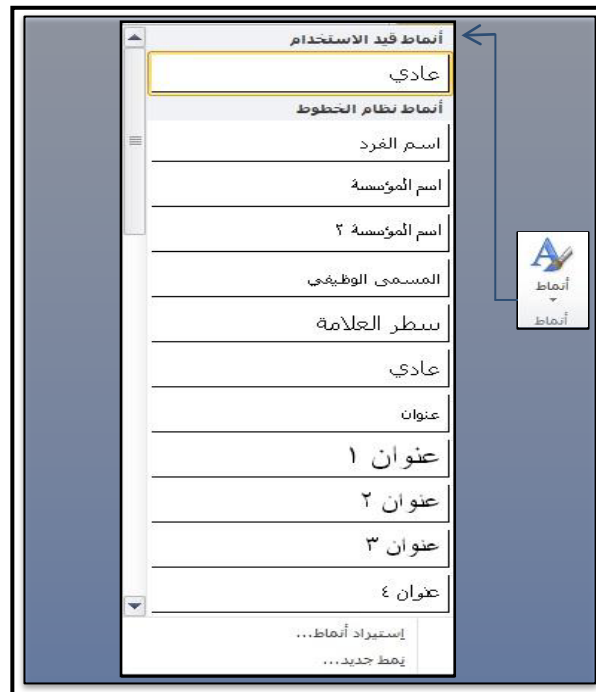 أنماط قيد الاستخدام
عادي
أنماط نظام الخطوط
اسم الفرد
اسم المؤسسة
اسم المؤسسة ٢
المسمى الوظيفي
سطر العلامة
عادي
عنوان
عنوان ١
عنوان ٢
عنوان ٣
عنوان ٤
إستيراد أنماط...
نمط جديد...
أنماط
أنماط